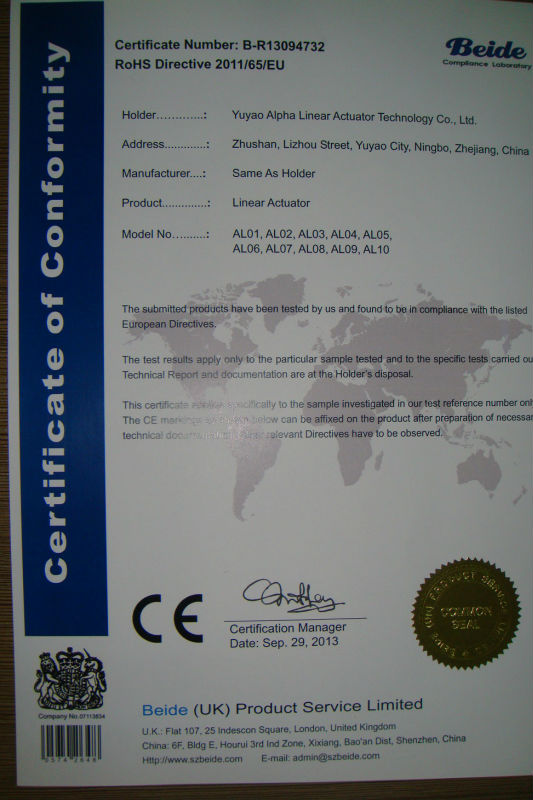 Certificate of Conformity
Certificate Number: B-R13094732
RoHS Directive 2011/65/EU
Beide
Compliance Laboratory
Holder.............: Yuyao Alpha Linear Actuator Technology Co., Ltd.
Address.............: Zhushan, Lizhou Street, Yuyao City, Ningbo, Zhejiang, China
Manufacturer....: Same As Holder
Product..............: Linear Actuator
Model No..........: AL01, AL02, AL03, AL04, AL05,
AL06, AL07, AL08, AL09, AL10
The submitted products have been tested by us and found to be in compliance with the listed
European Directives.
The test results apply only to the particular sample tested and to the specific tests carried ou
Technical Report and documentation are at the Holder's disposal.
This certificate specifically to the sample investigated in our test reference number onl
The CE markings below can be affixed on the product after preparation of necessar
technical relevant Directives have to be observed.
CE
Certification Manager
Date: Sep. 29, 2013
COMMON
SEAL
Company No.07113834
Beide (UK) Product Service Limited
U.K.: Flat 107, 25 Indescon Square, London, United Kingdom
China: 6F, Bldg E, Hourui 3rd Ind Zone, Xixiang, Bao'an Dist, Shenzhen, China
Http://www.szbeide.com E-mail: admin@szbeide.com